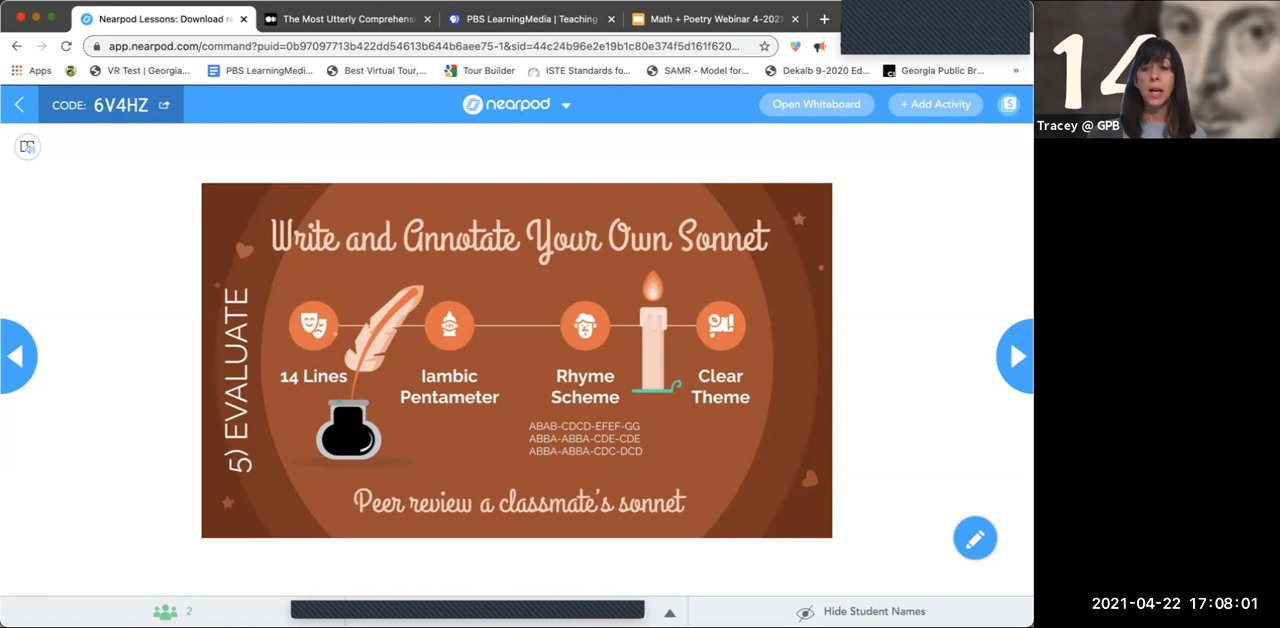 Nearpod Lessons: Download re
The Most Utterly Comprehens
PBS LearningMedia | Teaching
Math + Poetry Webinar 4-2021
app.nearpod.com/command?puid=0b97097713b422dd54613b644b6aee75-1&sid=44c24b96e2e19b1c80e374f5d161f620...
Apps
VR Test | Georgia...
PBS LearningMedi...
Best Virtual Tour,...
Tour Builder
ISTE Standards fo...
SAMR - Model for...
Dekalb 9-2020 Ed...
Georgia Public Br...
»
CODE: 6V4HZ
nearpod
Open Whiteboard
+ Add Activity
S
14
Tracey @ GPB
Write and Annotate Your Own Sonnet
5) EVALUATE
14 Lines
Iambic
Pentameter
Rhyme
Scheme
Clear
Theme
ABAB-CDCD-EFEF-GG
ABBA-ABBA-CDE-CDE
ABBA-ABBA-CDC-DCD
Peer review a classmate's sonnet
2
Hide Student Names
2021-04-22 17:08:01